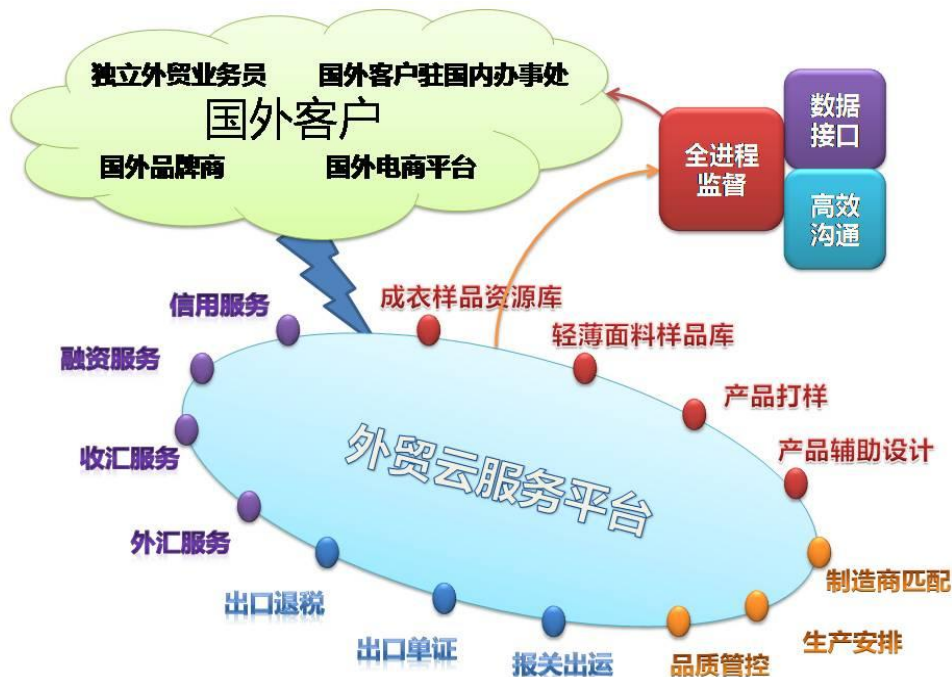 独立外贸业务员
国外客户驻国内办事处
国外客户
国外品牌商
国外电商平台
全进程
监督
数据
接口
高效
沟通
信用服务
成衣样品资源库
融资服务
轻薄面料样品库
产品打样
收汇服务
产品辅助设计
外贸云服务平台
外汇服务
制造商匹配
出口退税
生产安排
出口单证
报关出运
品质管控